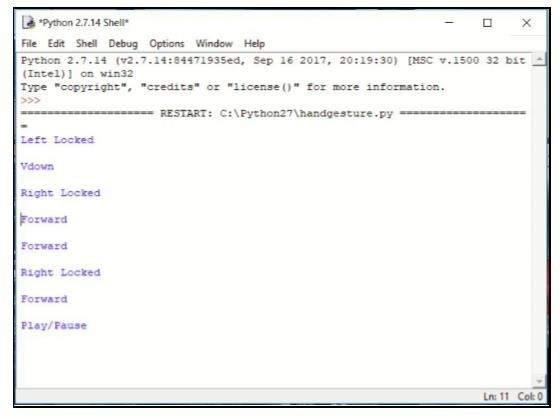 *Python 2.7.14 Shell*
File Edit Shell Debug Options Window Help
Python 2.7.14 (v2.7.14:84471935ed, Sep 16 2017, 20:19:30) [MSC v.1500 32 bit
(Intel)] on win32
Type "copyright", "credits" or "license()" for more information.
>>>
=================== RESTART: C:\Python27\handgesture.py ===================
=
Left Locked
Vdown
Right Locked
Forward
Forward
Right Locked
Forward
Play/Pause
Ln: 11 Col: 0